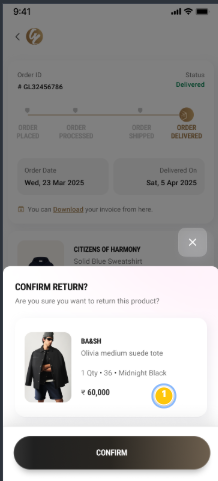 9:41
Order ID
# GL32456786
Status
Delivered
ORDER PLACED
ORDER PROCESSED
ORDER SHIPPED
ORDER DELIVERED
Order Date
Wed, 23 Mar 2025
Delivered On
Sat, 5 Apr 2025
You can Download your invoice from here.
CITIZENS OF HARMONY
Solid Blue Sweatshirt
CONFIRM RETURN?
Are you sure you want to return this product?
BA&SH
Olivia medium suede tote
1 Qty • 36 • Midnight Black
₹ 60,000
1
CONFIRM